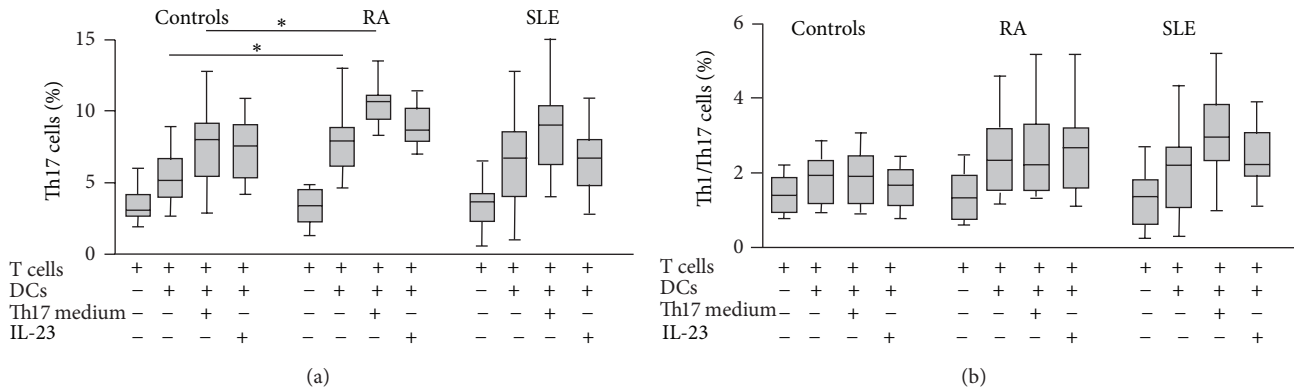 (a)
Controls RA SLE
*
*
Th17 cells (%)
15
10
5
0
T cells + + + + + + + + + + + +
DCs − + + + − + + + − + + +
Th17 medium − − + − − − + − − − + −
IL-23 − − − + − − − + − − − +
(b)
Controls RA SLE
Th1/Th17 cells (%)
6
4
2
0
T cells + + + + + + + + + + + +
DCs − + + + − + + + − + + +
Th17 medium − − + − − − + − − − + −
IL-23 − − − + − − − + − − − +